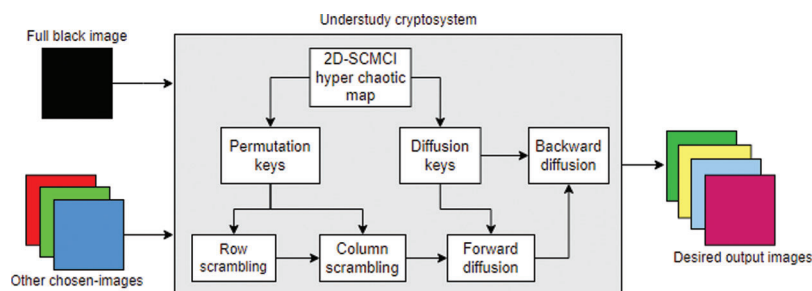 Understudy cryptosystem
Full black image
2D-SCMCI
hyper chaotic
map
Permutation
keys
Diffusion
keys
Backward
diffusion
Row
scrambling
Column
scrambling
Forward
diffusion
Other chosen-images
Desired output images